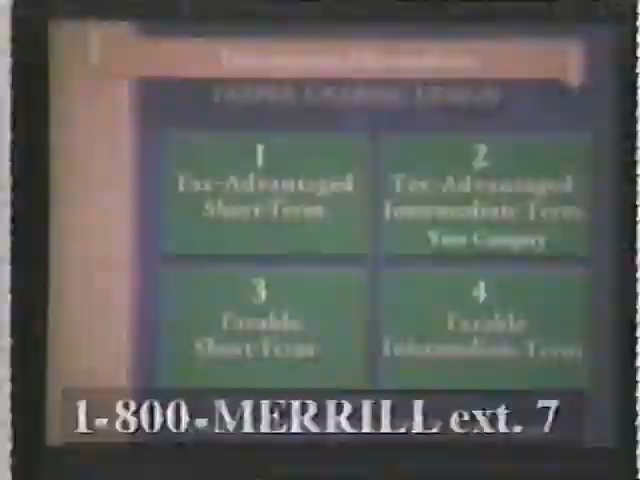 1
Tax-Advantaged
Short-Term
2
Tax-Advantaged
Intermediate Term
Your Category
3
Taxable
Short-Term
4
Taxable
Intermediate Term
1-800-MERRILL ext. 7